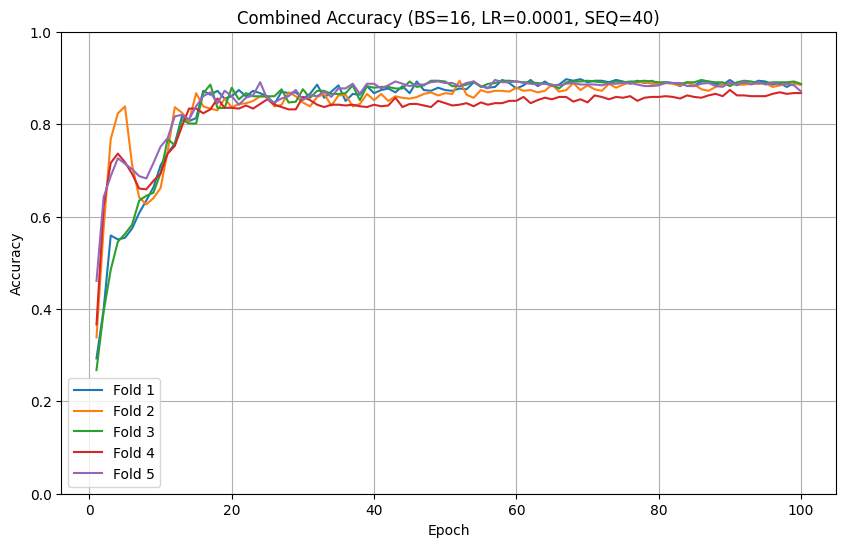 Combined Accuracy (BS=16, LR=0.0001, SEQ=40)
1.0
0.8
0.6
0.4
0.2
0.0
Accuracy
Fold 1
Fold 2
Fold 3
Fold 4
Fold 5
0 20 40 60 80 100
Epoch